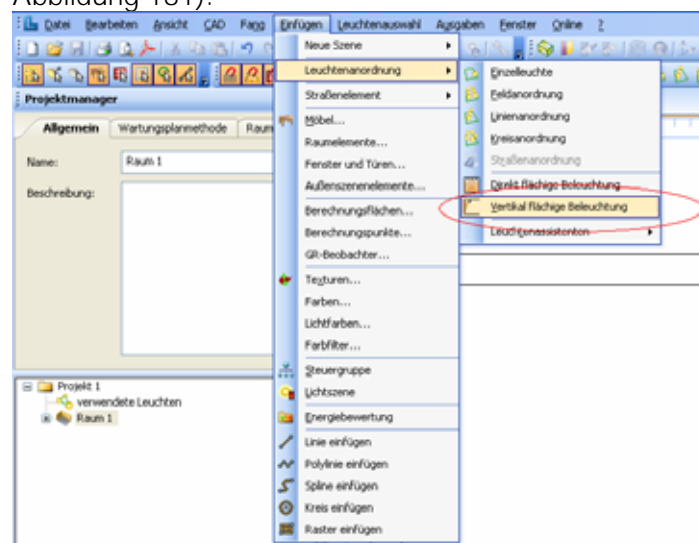 Abbildung 181).
Datei Bearbeiten Ansicht CAD Fang Einfügen Leuchtenauswahl Ausgaben Fenster Online ?
Projektmanager
Allgemein Wartungsplanmethode Raum
Name: Raum 1
Beschreibung:
Projekt 1
verwendete Leuchten
Raum 1
Neue Szene
Leuchtenanordnung
Straßenelement
Möbel...
Raumelemente...
Fenster und Türen...
Außenszenenelemente...
Berechnungsflächen...
Berechnungspunkte...
GR-Beobachter...
Texturen...
Farben...
Lichtfarben...
Farbfilter...
Steuergruppe
Lichtszene
Energiebewertung
Linie einfügen
Polylinie einfügen
Spline einfügen
Kreis einfügen
Raster einfügen
Einzelleuchte
Feldanordnung
Linienanordnung
Kreisanordnung
Straßenanordnung
Direkt flächige Beleuchtung
Vertikal flächige Beleuchtung
Leuchtenassistenten